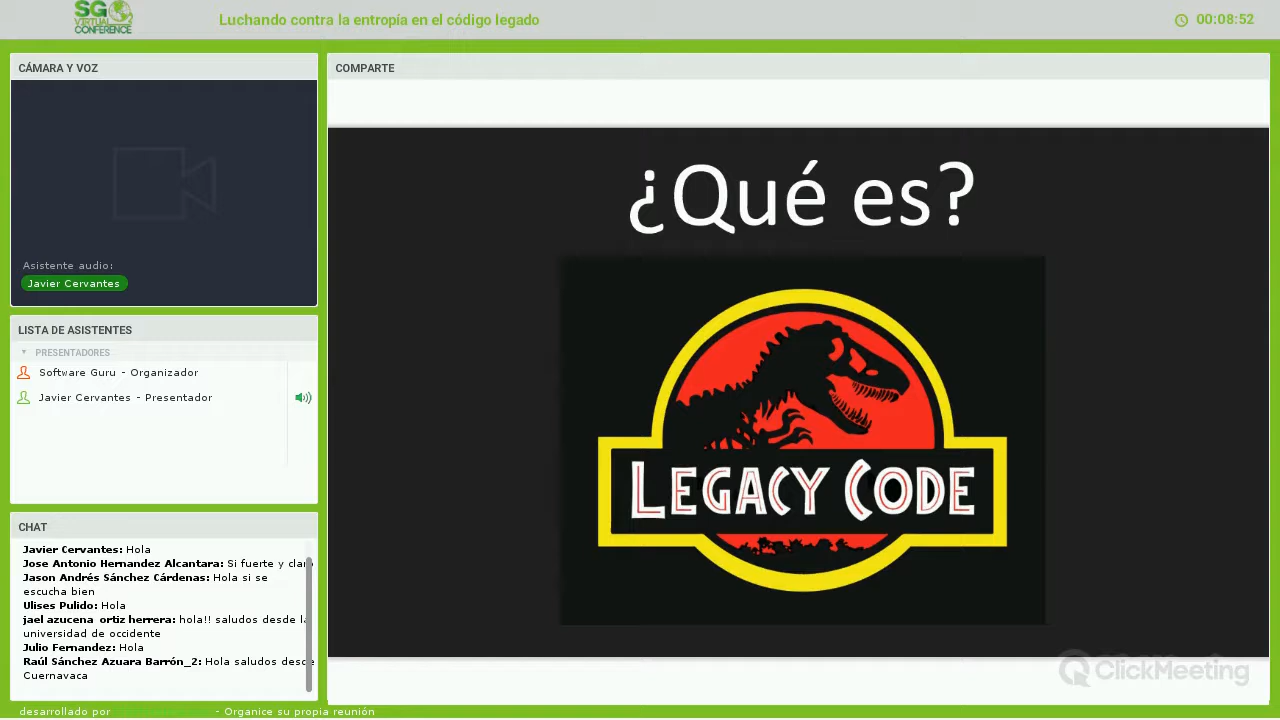 SG
VIRTUAL
CONFERENCE
Luchando contra la entropía en el código legado
00:08:52
CÁMARA Y VOZ
Asistente audio:
Javier Cervantes
LISTA DE ASISTENTES
PRESENTADORES
Software Guru - Organizador
Javier Cervantes - Presentador
CHAT
Javier Cervantes: Hola
Jose Antonio Hernandez Alcantara: Si fuerte y claro
Jason Andrés Sánchez Cárdenas: Hola si se
escucha bien
Ulises Pulido: Hola
jael azucena ortiz herrera: hola!! saludos desde la
universidad de occidente
Julio Fernandez: Hola
Raúl Sánchez Azuara Barrón_2: Hola saludos desde
Cuernavaca
COMPARTE
¿Qué es?
LEGACY CODE
ClickMeeting
desarrollado por
- Organice su propia reunión